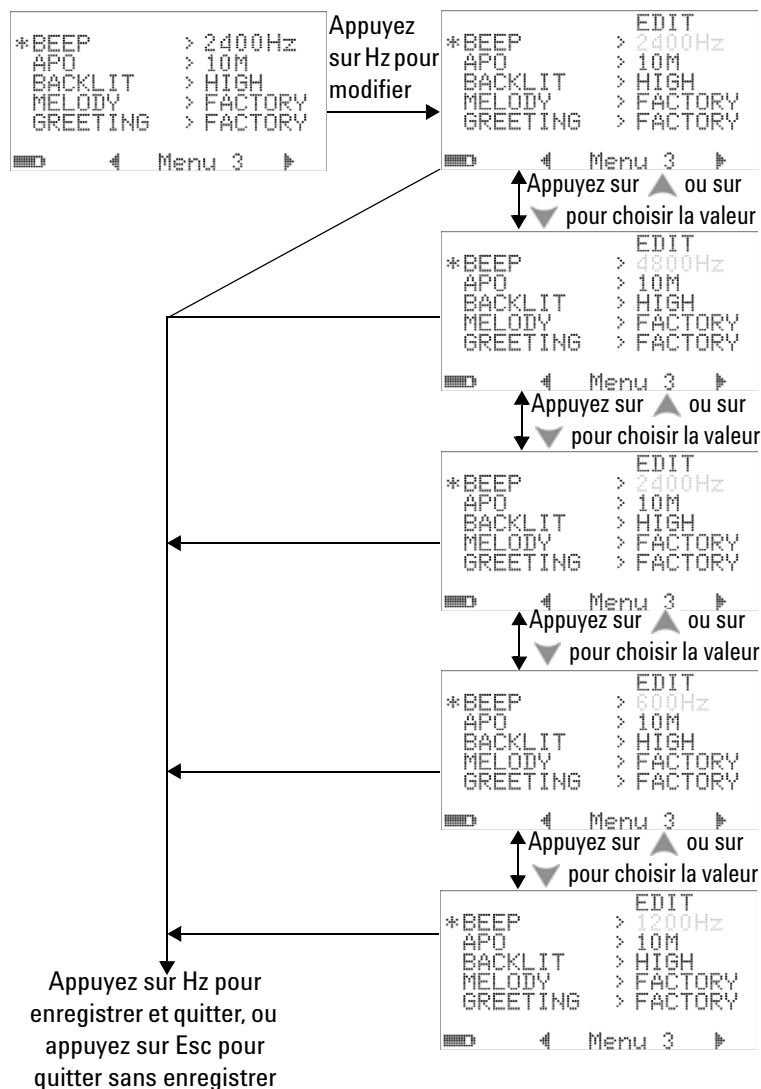 *BEEP > 2400Hz
APO > 10M
BACKLIT > HIGH
MELODY > FACTORY
GREETING > FACTORY
Menu 3
Appuyez
sur Hz pour
modifier
EDIT
*BEEP > 2400Hz
APO > 10M
BACKLIT > HIGH
MELODY > FACTORY
GREETING > FACTORY
Menu 3
Appuyez sur ou sur
pour choisir la valeur
EDIT
*BEEP > 4800Hz
APO > 10M
BACKLIT > HIGH
MELODY > FACTORY
GREETING > FACTORY
Menu 3
Appuyez sur ou sur
pour choisir la valeur
EDIT
*BEEP > 2400Hz
APO > 10M
BACKLIT > HIGH
MELODY > FACTORY
GREETING > FACTORY
Menu 3
Appuyez sur ou sur
pour choisir la valeur
EDIT
*BEEP > 600Hz
APO > 10M
BACKLIT > HIGH
MELODY > FACTORY
GREETING > FACTORY
Menu 3
Appuyez sur ou sur
pour choisir la valeur
EDIT
*BEEP > 1200Hz
APO > 10M
BACKLIT > HIGH
MELODY > FACTORY
GREETING > FACTORY
Menu 3
Appuyez sur Hz pour
enregistrer et quitter, ou
appuyez sur Esc pour
quitter sans enregistrer